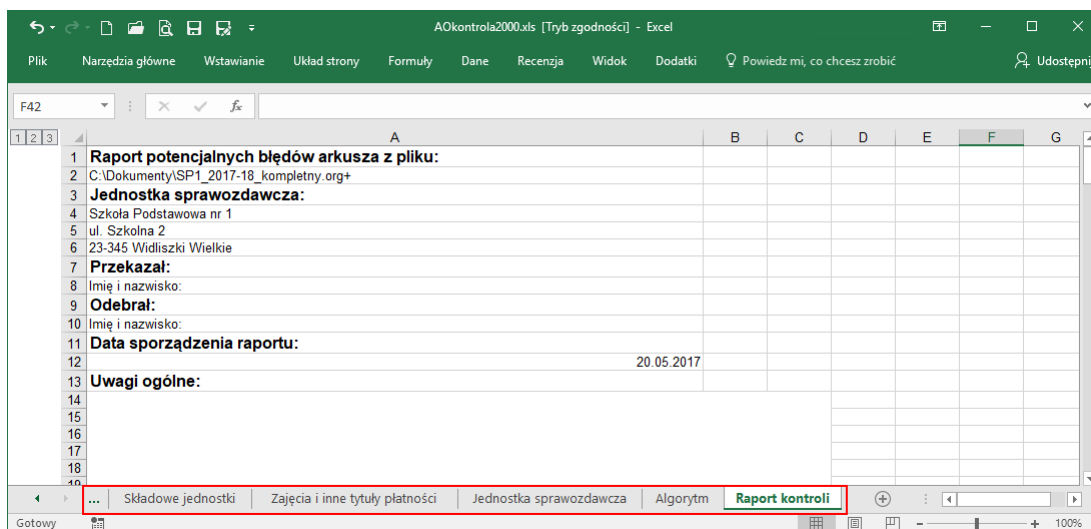 AOkontrola2000.xls [Tryb zgodności] - Excel
Plik Narzędzia główne Wstawianie Układ strony Formuły Dane Recenzja Widok Dodatki Powiedz mi, co chcesz zrobić Udostępnij
F42 fx
1 2 3 A B C D E F G
1 Raport potencjalnych błędów arkusza z pliku:
2 C:\Dokumenty\SP1_2017-18_kompletny.org+
3 Jednostka sprawozdawcza:
4 Szkoła Podstawowa nr 1
5 ul. Szkolna 2
6 23-345 Widliszki Wielkie
7 Przekazał:
8 Imię i nazwisko:
9 Odebrał:
10 Imię i nazwisko:
11 Data sporządzenia raportu:
12 20.05.2017
13 Uwagi ogólne:
14
15
16
17
18
19
... Składowe jednostki Zajęcia i inne tytuły płatności Jednostka sprawozdawcza Algorytm Raport kontroli
Gotowy 100%